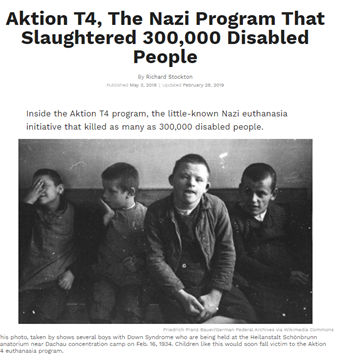 Aktion T4, The Nazi Program That
Slaughtered 300,000 Disabled
People
By Richard Stockton
Published May 2, 2019 | Updated February 28, 2019
Inside the Aktion T4 program, the little-known Nazi euthanasia
initiative that killed as many as 300,000 disabled people.
Friedrich Franz Bauer/German Federal Archives via Wikimedia Commons
his photo, taken by shows several boys with Down Syndrome who are being held at the Heilanstalt Schönbrunn
anatorium near Dachau concentration camp on Feb. 16, 1934. Children like this would soon fall victim to the Aktion
4 euthanasia program.